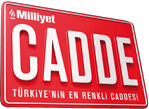 Milliyet
CADDE
TÜRKİYE'NİN EN RENKLİ CADDESİ